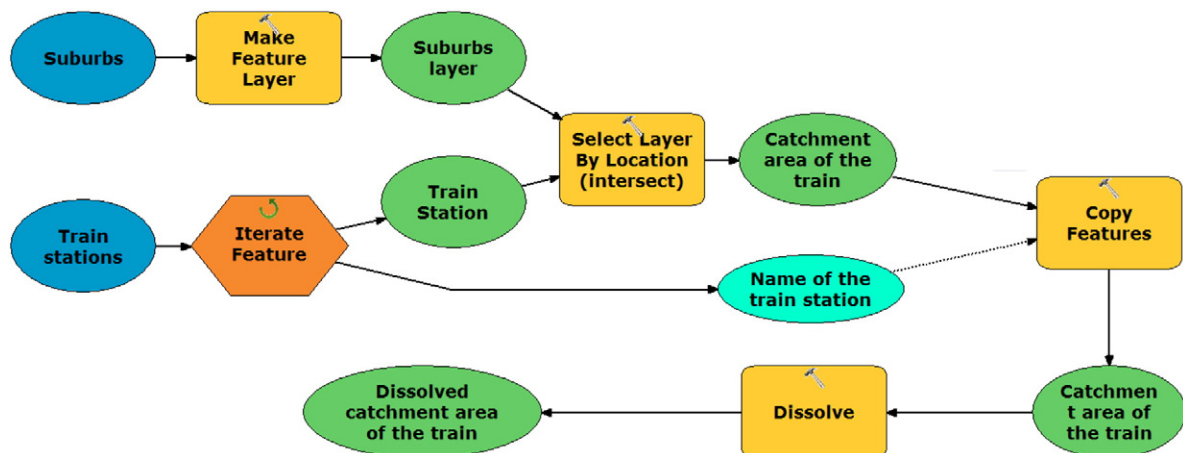 Suburbs
Make
Feature
Layer
Suburbs
layer
Select Layer
By Location
(intersect)
Catchment
area of the
train
Train
stations
Iterate
Feature
Train
Station
Name of the
train station
Copy
Features
Catchmen
t area of
the train
Dissolve
Dissolved
catchment area
of the train